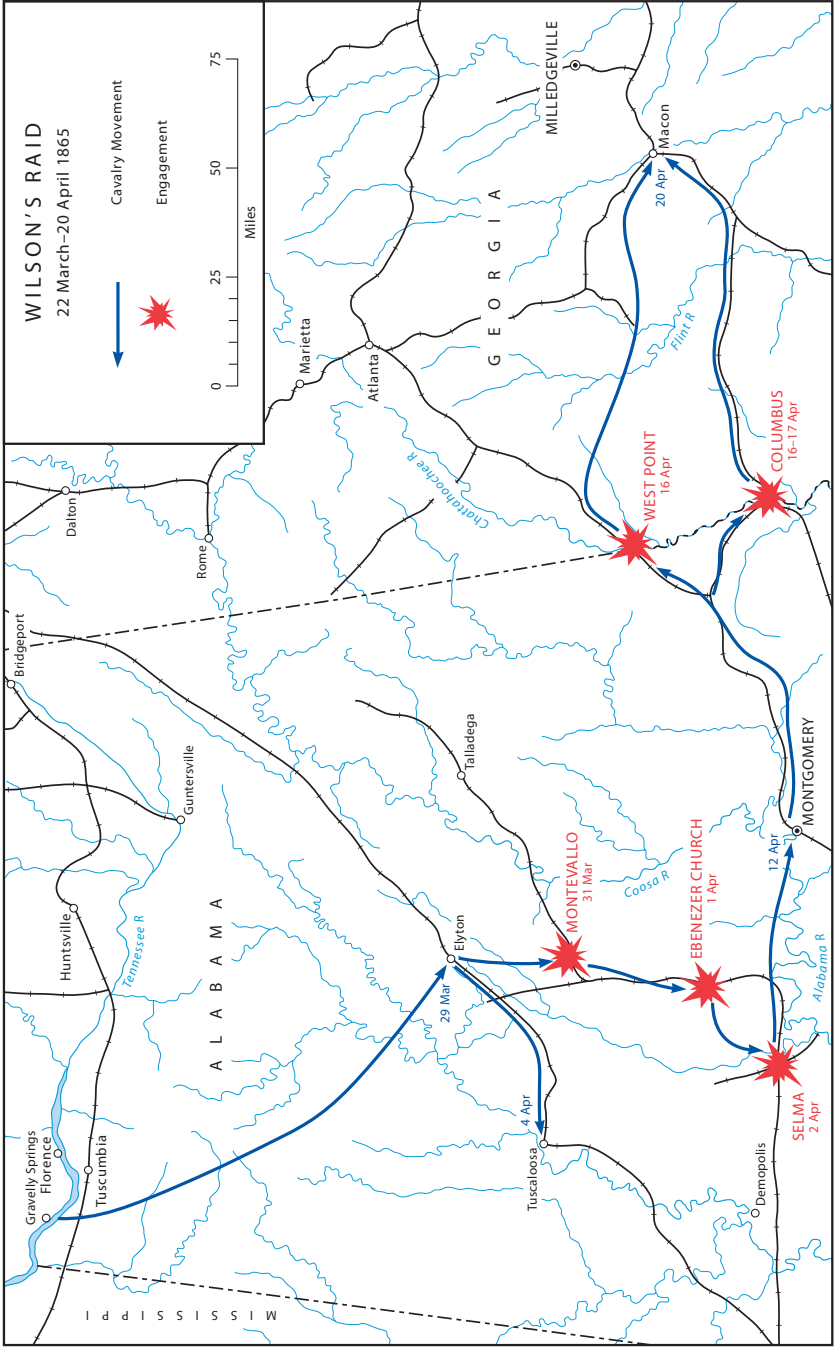 WILSON'S RAID
22 March–20 April 1865
Cavalry Movement
Engagement
0
25
50
75
Miles
MISSISSIPPI
ALABAMA
GEORGIA
Gravelly Springs
Florence
Tuscumbia
Tennessee R
Huntsville
Guntersville
Bridgeport
Dalton
Rome
Marietta
Atlanta
Chattahoochee R
MILLEDGEVILLE
Macon
20 Apr
Flint R
Elyton
29 Mar
Talladega
Tuscaloosa
4 Apr
MONTEVALLO
31 Mar
Coosa R
EBENEZER CHURCH
1 Apr
WEST POINT
16 Apr
COLUMBUS
16–17 Apr
Demopolis
SELMA
2 Apr
Alabama R
12 Apr
MONTGOMERY